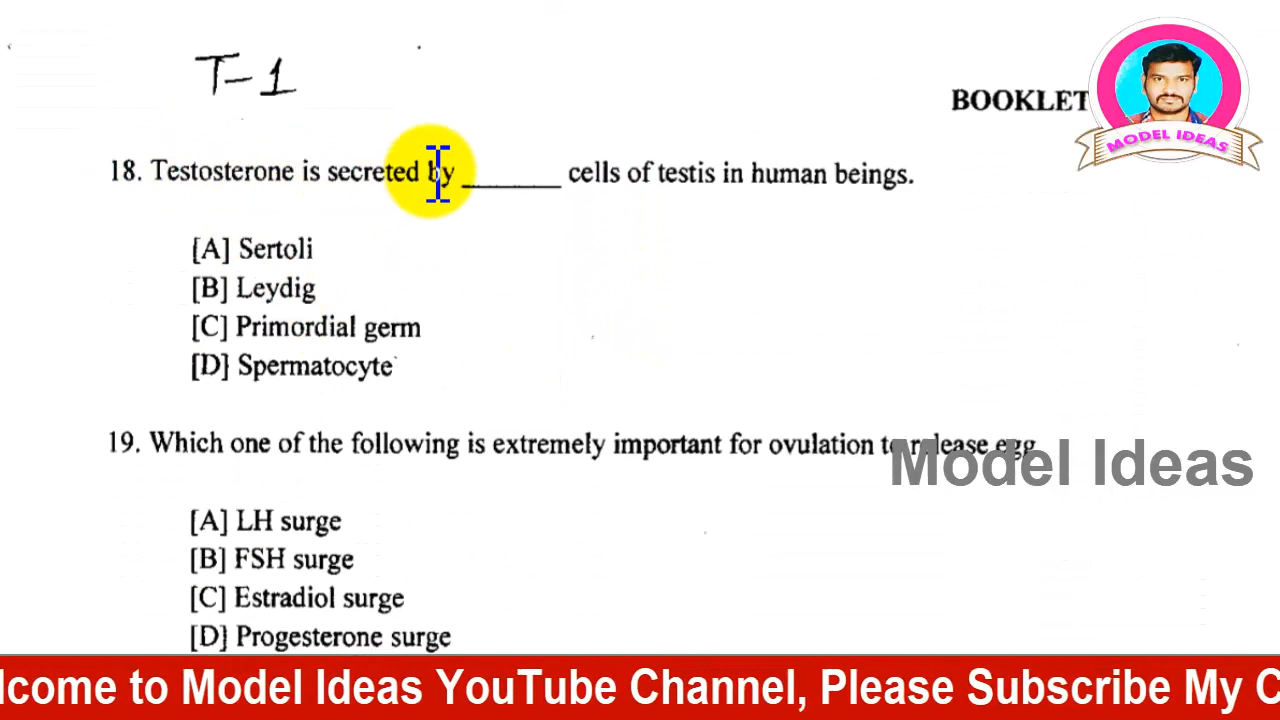 T-1
BOOKLET
MODEL IDEAS
18. Testosterone is secreted by ______ cells of testis in human beings.
[A] Sertoli
[B] Leydig
[C] Primordial germ
[D] Spermatocyte
19. Which one of the following is extremely important for ovulation to release egg
Model Ideas
[A] LH surge
[B] FSH surge
[C] Estradiol surge
[D] Progesterone surge
lcome to Model Ideas YouTube Channel, Please Subscribe My C